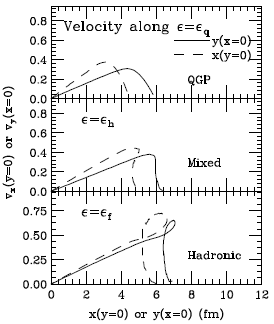 Velocity along ε=ε_q
y(x=0)
x(y=0)
QGP
0.8
0.6
0.4
0.2
0.0
ε=ε_h
Mixed
0.8
0.6
0.4
0.2
0.0
ε=ε_f
Hadronic
0.75
0.50
0.25
0.00
0 2 4 6 8 10 12
x(y=0) or y(x=0) (fm)
v_x(y=0) or v_y(x=0)